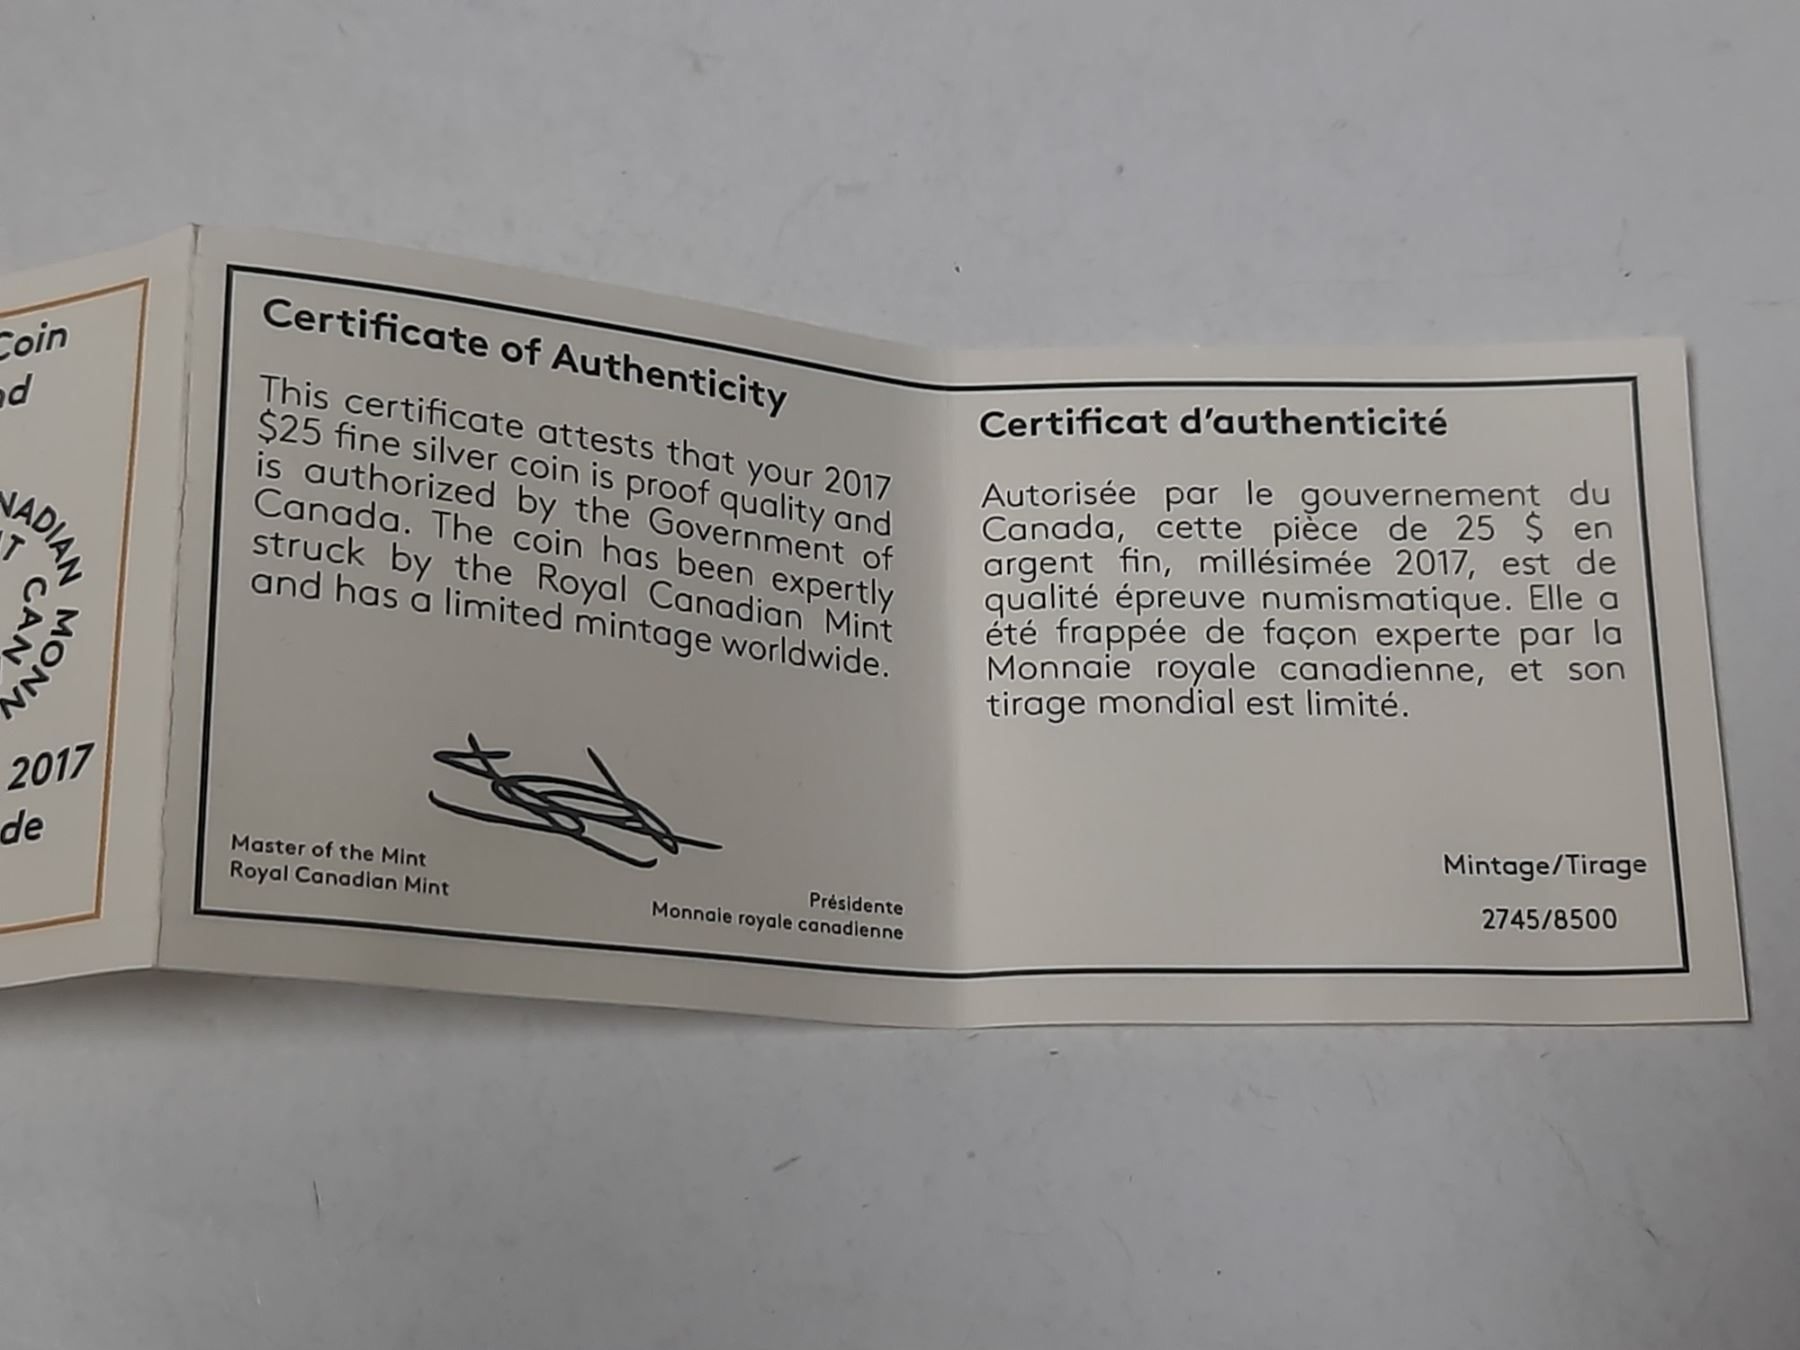 Coin
2017
de
Certificate of Authenticity
This certificate attests that your 2017
$25 fine silver coin is proof quality and
is authorized by the Government of
Canada. The coin has been expertly
struck by the Royal Canadian Mint
and has a limited mintage worldwide.
Master of the Mint
Royal Canadian Mint
Présidente
Monnaie royale canadienne
Certificat d'authenticité
Autorisée par le gouvernement du
Canada, cette pièce de 25 $ en
argent fin, millésimée 2017, est de
qualité épreuve numismatique. Elle a
été frappée de façon experte par la
Monnaie royale canadienne, et son
tirage mondial est limité.
Mintage/Tirage
2745/8500